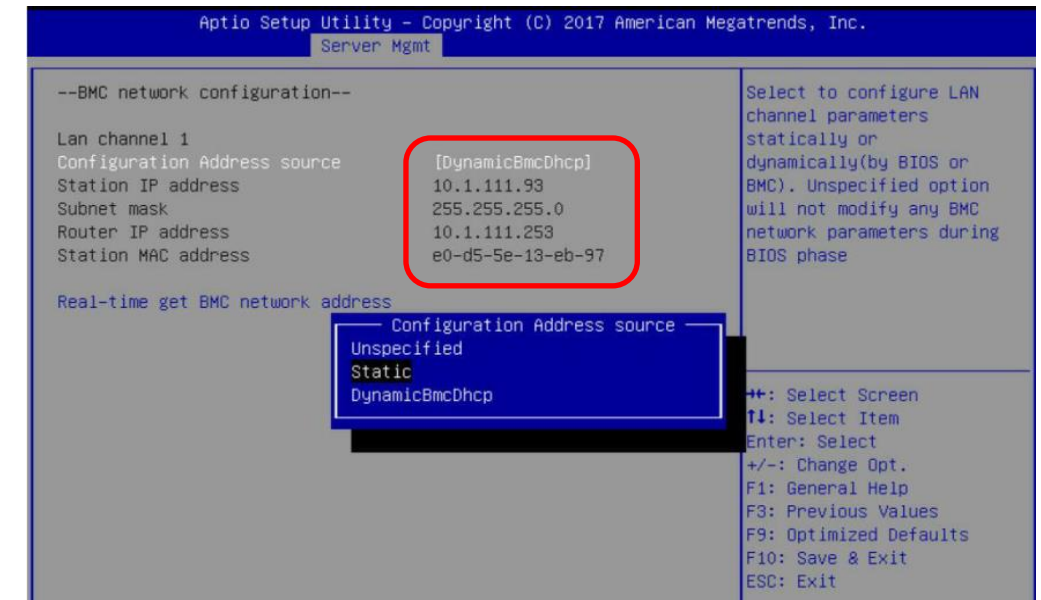 Aptio Setup Utility – Copyright (C) 2017 American Megatrends, Inc.
Server Mgmt
--BMC network configuration--
Lan channel 1
Configuration Address source [DynamicBmcDhcp]
Station IP address 10.1.111.93
Subnet mask 255.255.255.0
Router IP address 10.1.111.253
Station MAC address e0-d5-5e-13-eb-97
Real-time get BMC network address
Configuration Address source
Unspecified
Static
DynamicBmcDhcp
Select to configure LAN
channel parameters
statically or
dynamically(by BIOS or
BMC). Unspecified option
will not modify any BMC
network parameters during
BIOS phase
→←: Select Screen
↑↓: Select Item
Enter: Select
+/-: Change Opt.
F1: General Help
F3: Previous Values
F9: Optimized Defaults
F10: Save & Exit
ESC: Exit